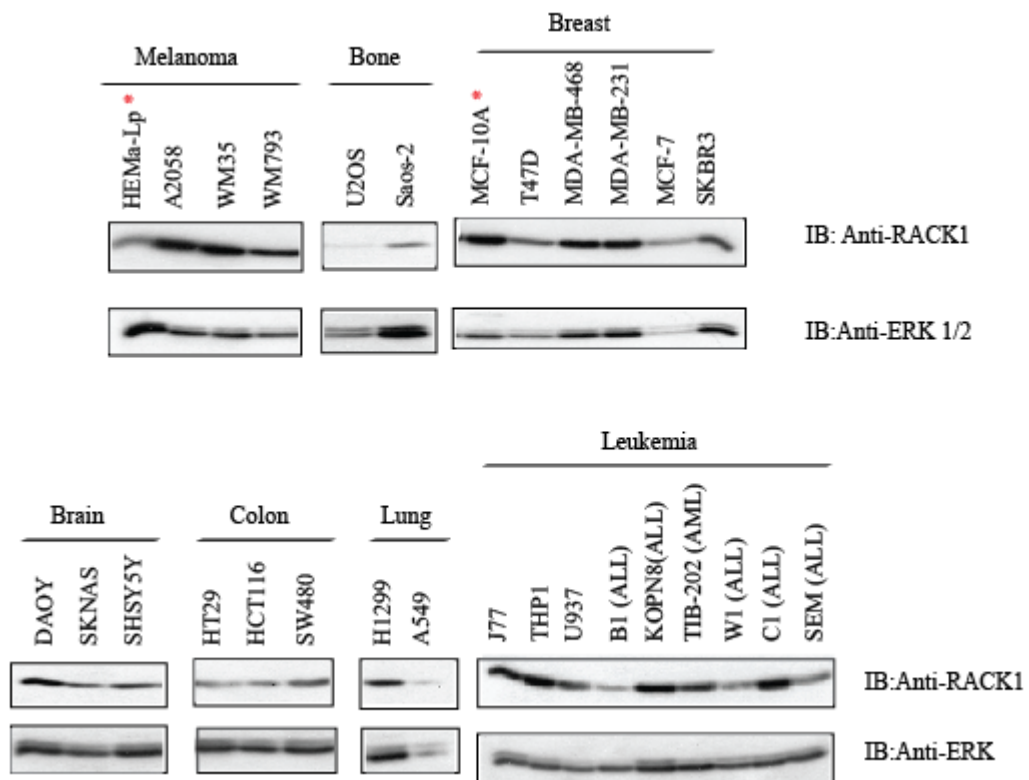 Breast
Melanoma
Bone
HEMa-Lp *
A2058
WM35
WM793
U2OS
Saos-2
MCF-10A *
T47D
MDA-MB-468
MDA-MB-231
MCF-7
SKBR3
IB: Anti-RACK1
IB:Anti-ERK 1/2
Leukemia
Brain
Colon
Lung
DAOY
SKNAS
SHSY5Y
HT29
HCT116
SW480
H1299
A549
J77
THP1
U937
B1 (ALL)
KOPN8(ALL)
TIB-202 (AML)
W1 (ALL)
C1 (ALL)
SEM (ALL)
IB:Anti-RACK1
IB:Anti-ERK